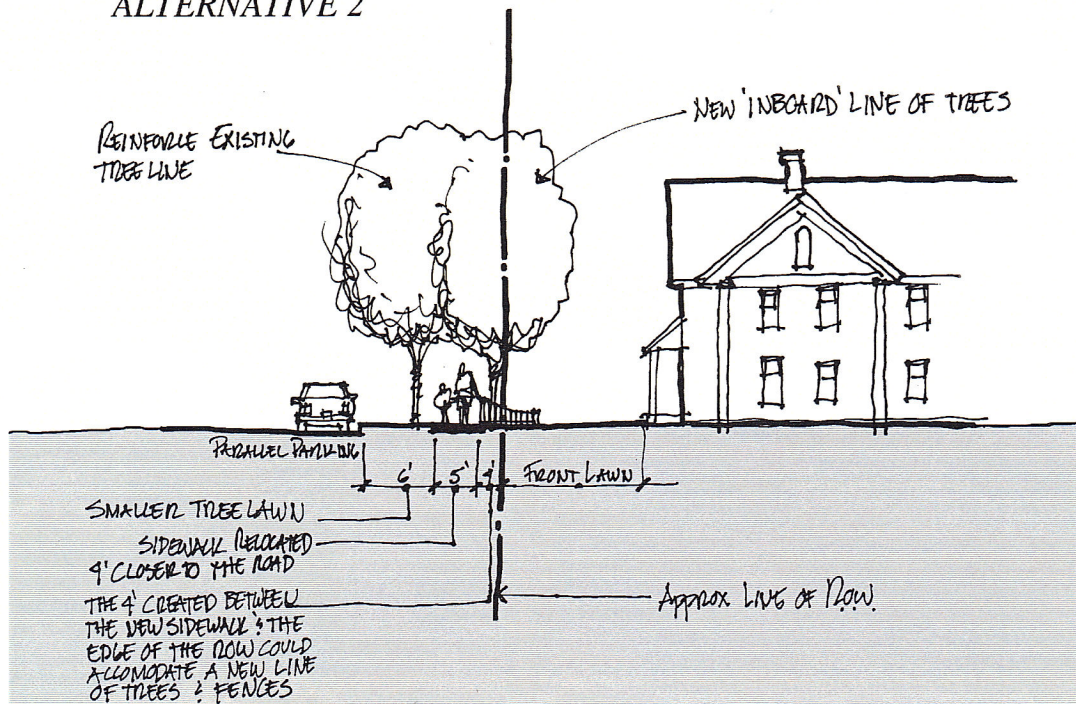 ALTERNATIVE 2
REINFORCE EXISTING
TREE LINE
NEW 'INBOARD' LINE OF TREES
PARALLEL PARKING
6' 5' 4' FRONT LAWN
SMALLER TREE LAWN
SIDEWALK RELOCATED
4' CLOSER TO THE ROAD
THE 4' CREATED BETWEEN
THE NEW SIDEWALK & THE
EDGE OF THE ROW COULD
ACCOMODATE A NEW LINE
OF TREES & FENCES
Approx LINE OF R.O.W.